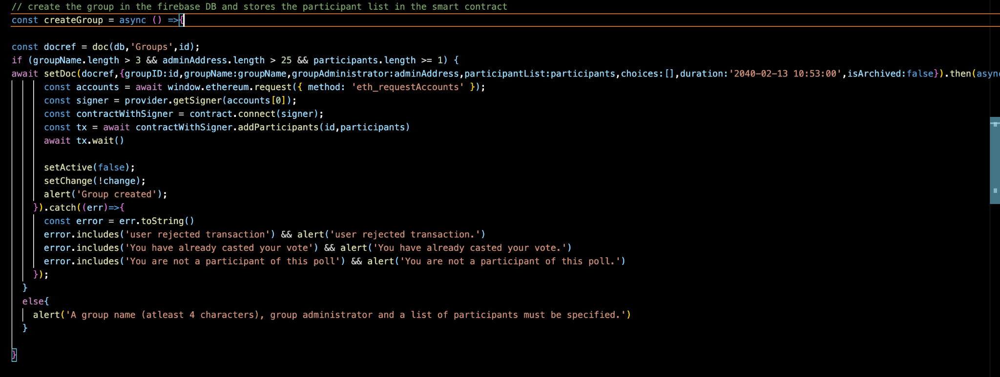 // create the group in the firebase DB and stores the participant list in the smart contract
const createGroup = async () =>{
const docref = doc(db,'Groups',id);
if (groupName.length > 3 && adminAddress.length > 25 && participants.length >= 1) {
await setDoc(docref,{groupID:id,groupName:groupName,groupAdministrator:adminAddress,participantList:participants,choices:[],duration:'2040-02-13 10:53:00',isArchived:false}).then(async
const accounts = await window.ethereum.request({ method: 'eth_requestAccounts' });
const signer = provider.getSigner(accounts[0]);
const contractWithSigner = contract.connect(signer);
const tx = await contractWithSigner.addParticipants(id,participants)
await tx.wait()
setActive(false);
setChange(!change);
alert('Group created');
}).catch((err)=>{
const error = err.toString()
error.includes('user rejected transaction') && alert('user rejected transaction.')
error.includes('You have already casted your vote') && alert('You have already casted your vote.')
error.includes('You are not a participant of this poll') && alert('You are not a participant of this poll.')
});
}
else{
alert('A group name (atleast 4 characters), group administrator and a list of participants must be specified.')
}
}